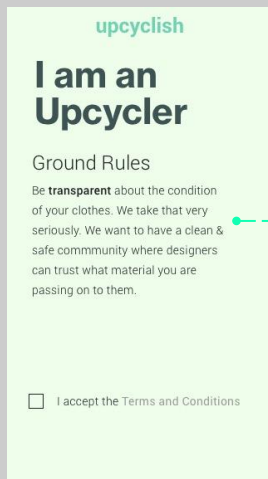 upcyclish
I am an
Upcycler
Ground Rules
Be transparent about the condition
of your clothes. We take that very
seriously. We want to have a clean &
safe commmunity where designers
can trust what material you are
passing on to them.
I accept the Terms and Conditions